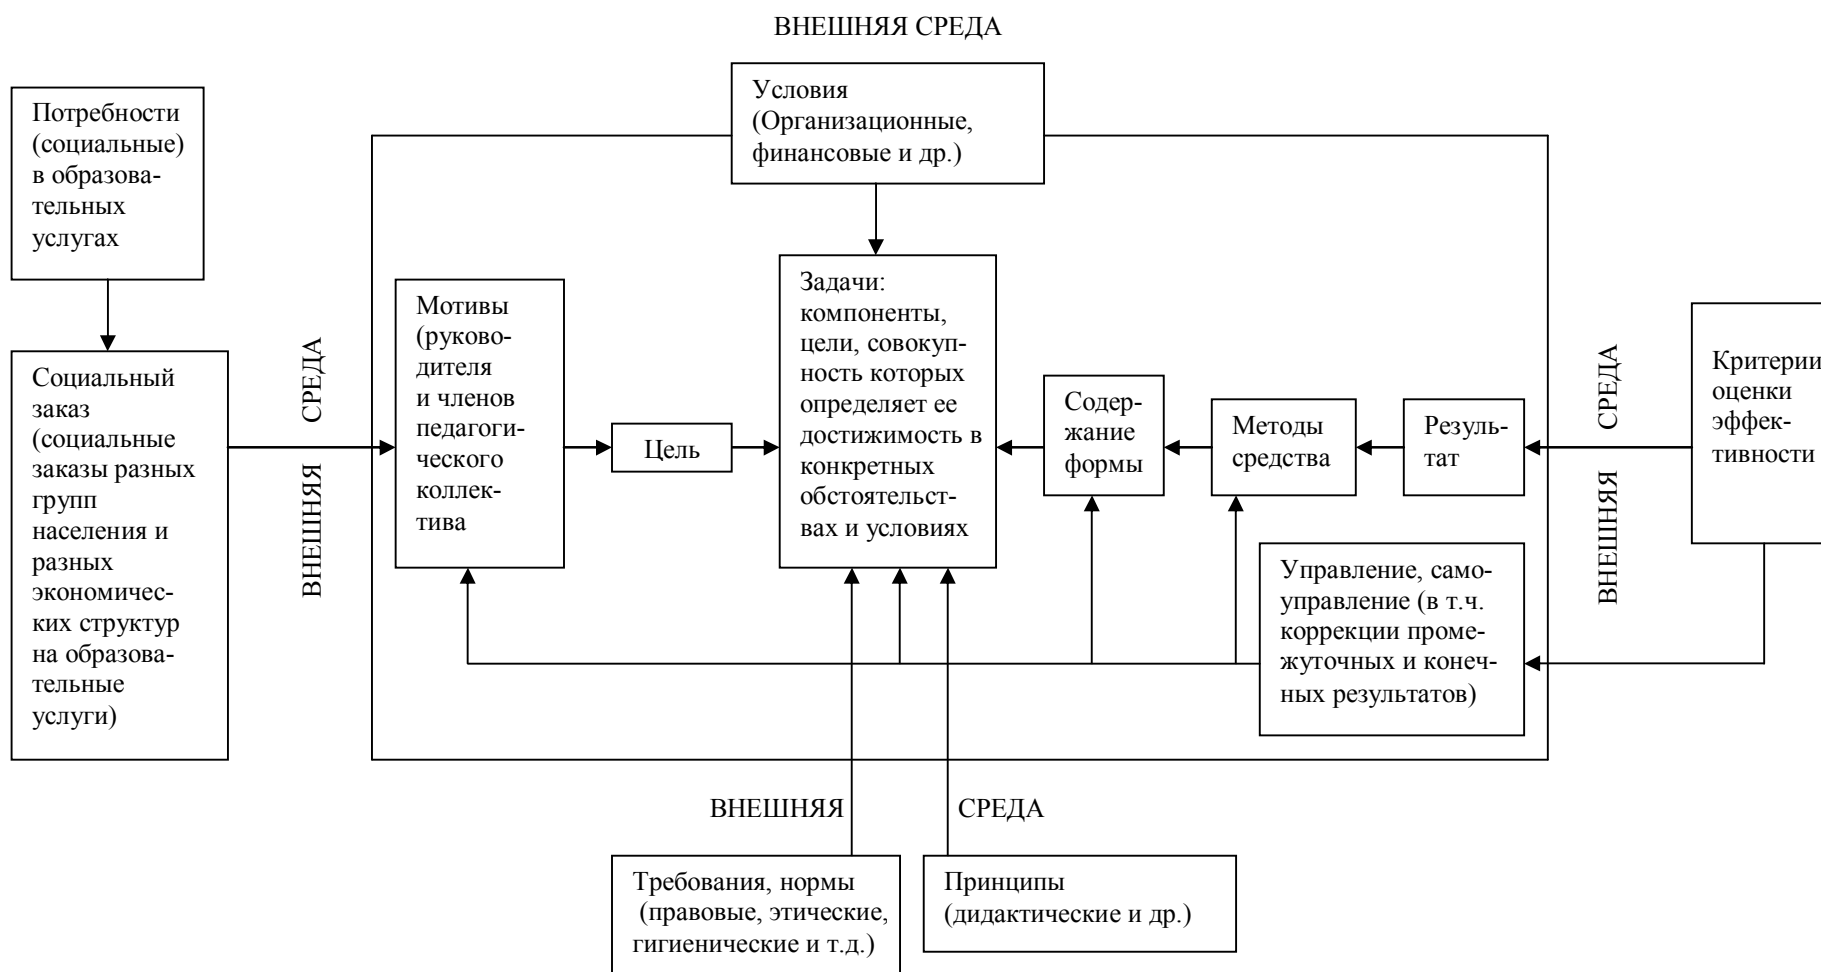 ВНЕШНЯЯ СРЕДА
Потребности
(социальные)
в образова-
тельных
услугах
Условия
(Организационные,
финансовые и др.)
Социальный
заказ
(социальные
заказы разных
групп
населения и
разных
экономичес-
ких структур
на образова-
тельные
услуги)
ВНЕШНЯЯ СРЕДА
Мотивы
(руково-
дителя
и членов
педагоги-
ческого
коллек-
тива
Цель
Задачи:
компоненты,
цели, совокуп-
ность которых
определяет ее
достижимость в
конкретных
обстоятельст-
вах и условиях
Содер-
жание
формы
Методы
средства
Резуль-
тат
ВНЕШНЯЯ СРЕДА
Критерии
оценки
эффек-
тивности
Управление, само-
управление (в т.ч.
коррекции проме-
жуточных и конеч-
ных результатов)
ВНЕШНЯЯ СРЕДА
Требования, нормы
(правовые, этические,
гигиенические и т.д.)
Принципы
(дидактические и др.)